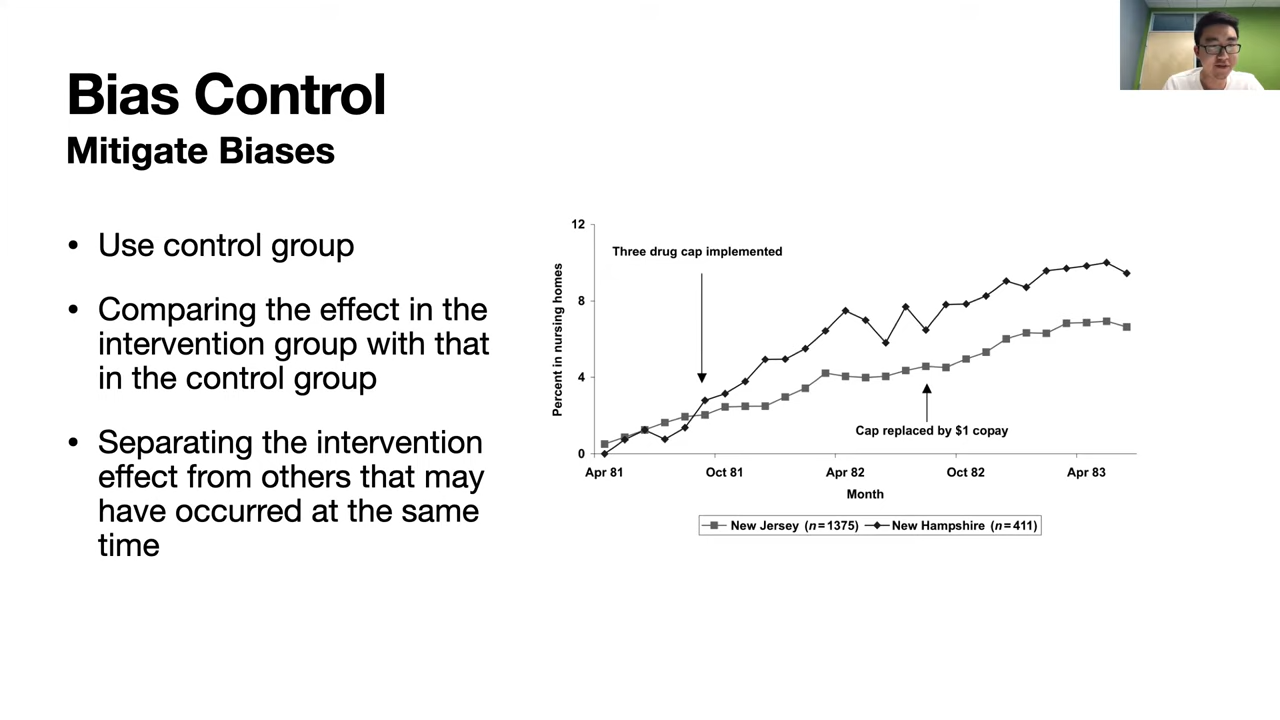 Bias Control
Mitigate Biases
• Use control group
• Comparing the effect in the
intervention group with that
in the control group
• Separating the intervention
effect from others that may
have occurred at the same
time
12
8
4
0
Percent in nursing homes
Three drug cap implemented
Cap replaced by $1 copay
Apr 81
Oct 81
Apr 82
Oct 82
Apr 83
Month
New Jersey (n=1375)
New Hampshire (n=411)